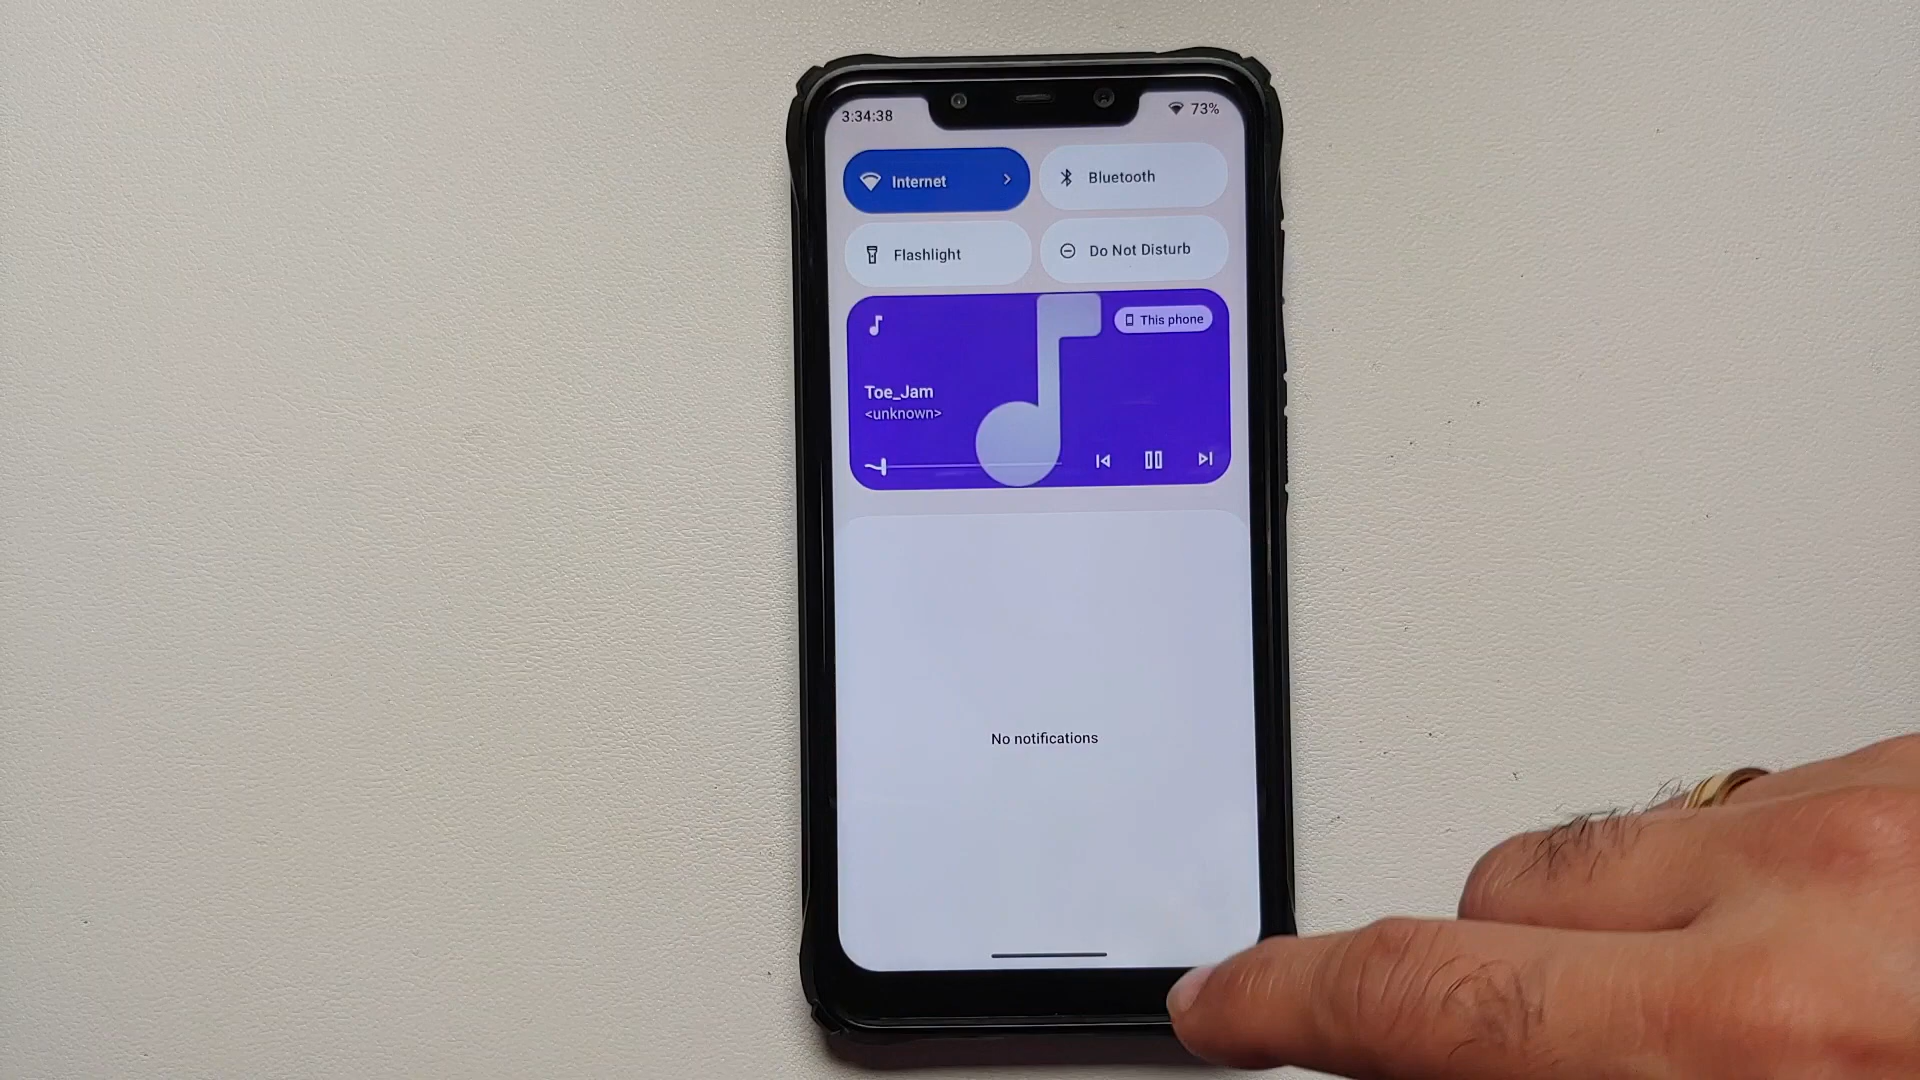 3:34:38
73%
Internet
Bluetooth
Flashlight
Do Not Disturb
This phone
Toe_Jam
<unknown>
No notifications